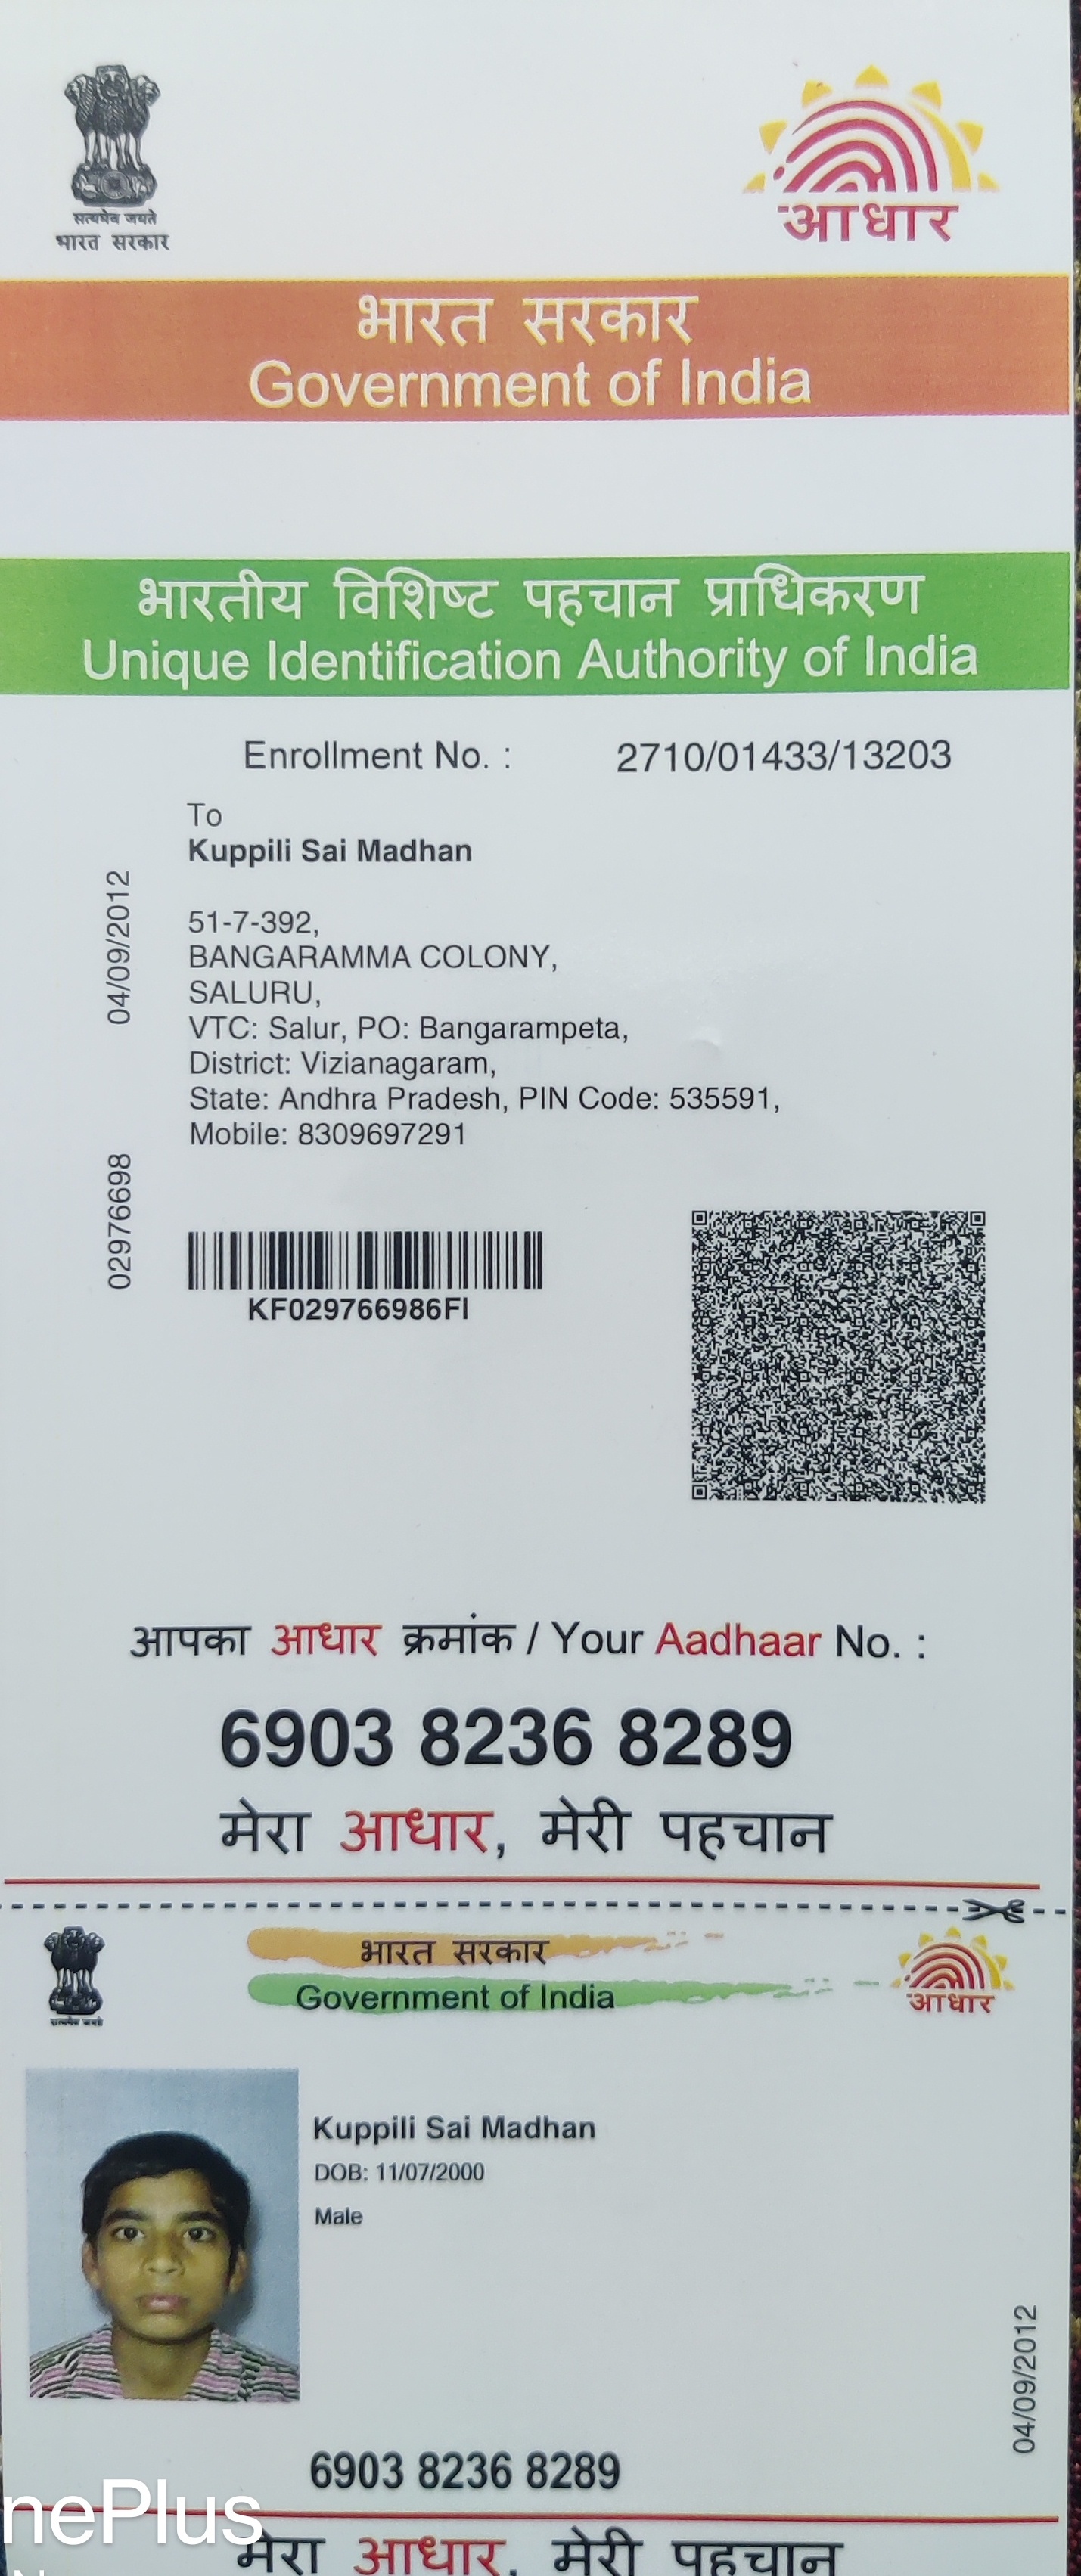 सत्यमेव जयते
भारत सरकार
आधार
भारत सरकार
Government of India
भारतीय विशिष्ट पहचान प्राधिकरण
Unique Identification Authority of India
Enrollment No. : 2710/01433/13203
To
Kuppili Sai Madhan
51-7-392,
BANGARAMMA COLONY,
SALURU,
VTC: Salur, PO: Bangarampeta,
District: Vizianagaram,
State: Andhra Pradesh, PIN Code: 535591,
Mobile: 8309697291
04/09/2012
02976698
KF029766986FI
आपका आधार क्रमांक / Your Aadhaar No. :
6903 8236 8289
मेरा आधार, मेरी पहचान
सत्यमेव जयते
भारत सरकार
Government of India
आधार
Kuppili Sai Madhan
DOB: 11/07/2000
Male
04/09/2012
6903 8236 8289
nePlus
मेरा आधार, मेरी पहचान